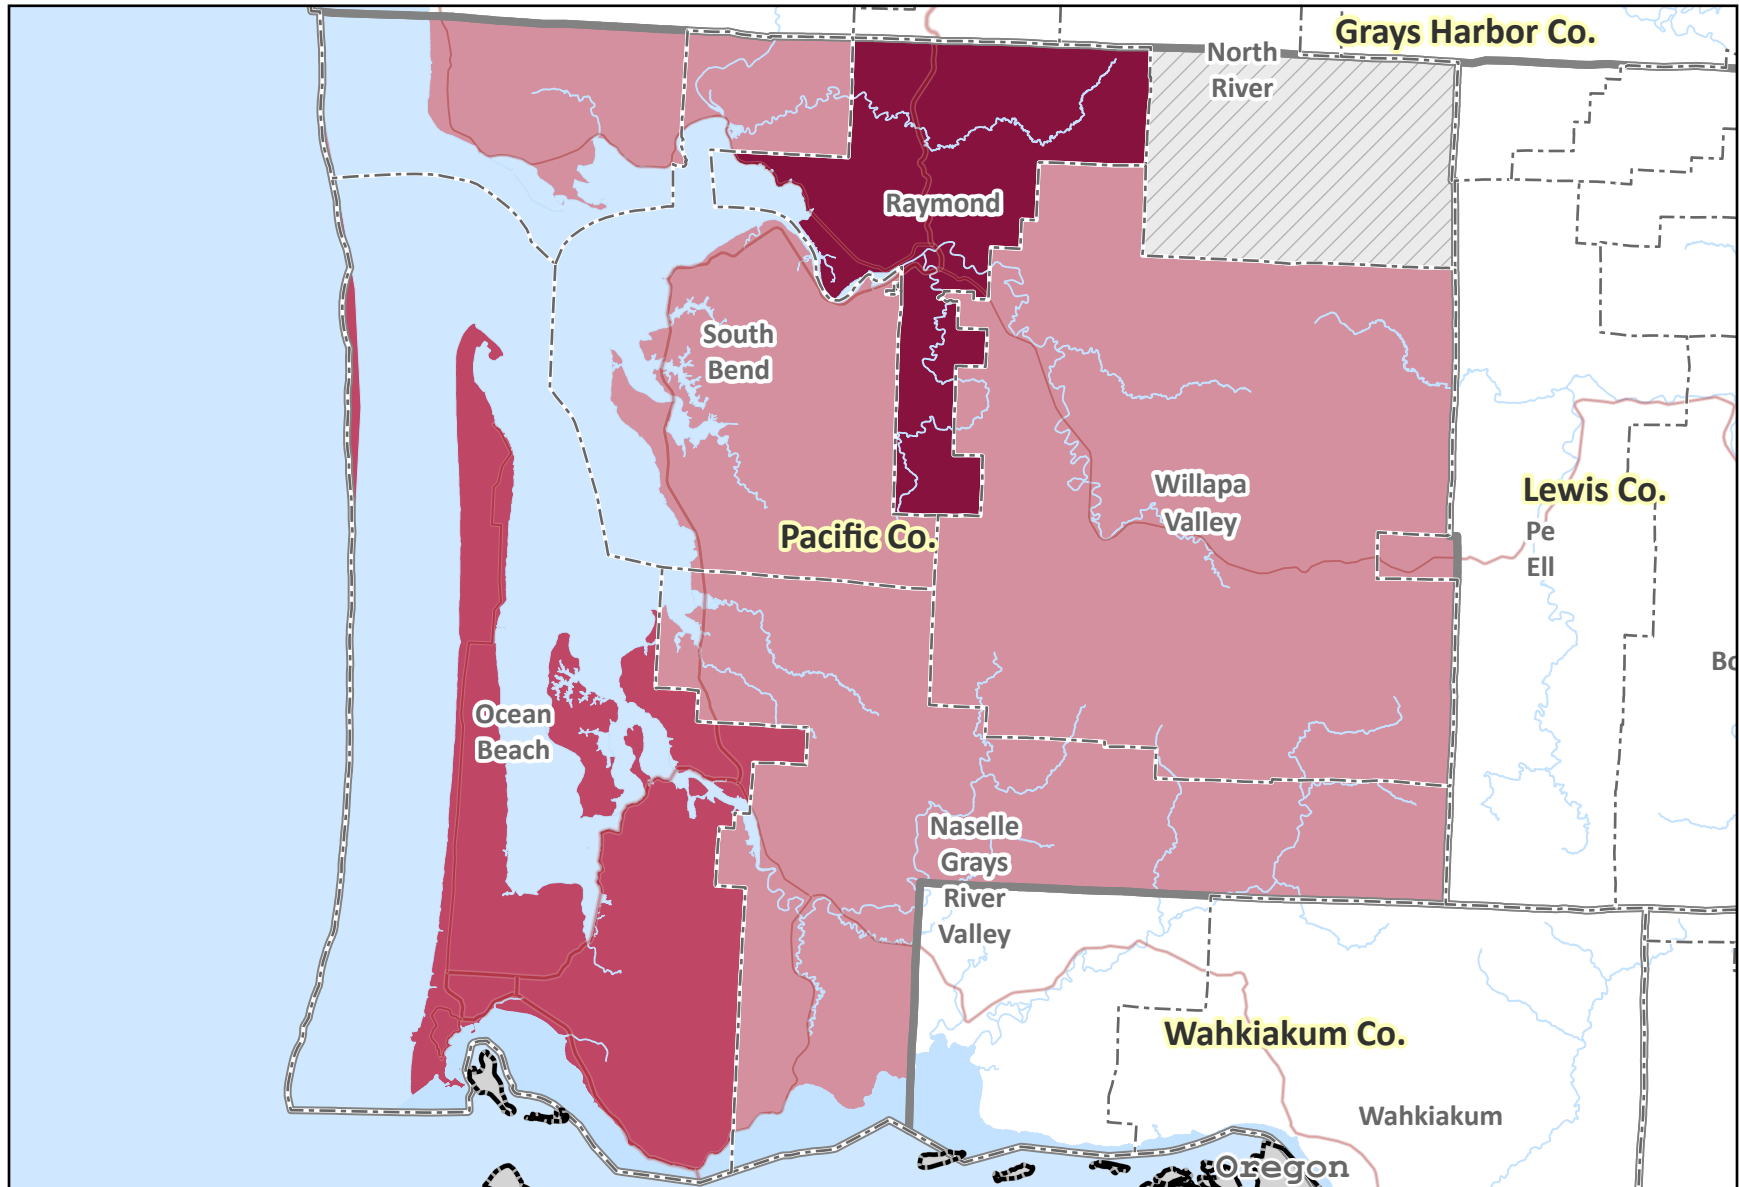 Grays Harbor Co.
North
River
Raymond
South
Bend
Willapa
Valley
Lewis Co.
Pe
Ell
Pacific Co.
Bo
Ocean
Beach
Naselle
Grays
River
Valley
Wahkiakum Co.
Wahkiakum
Oregon